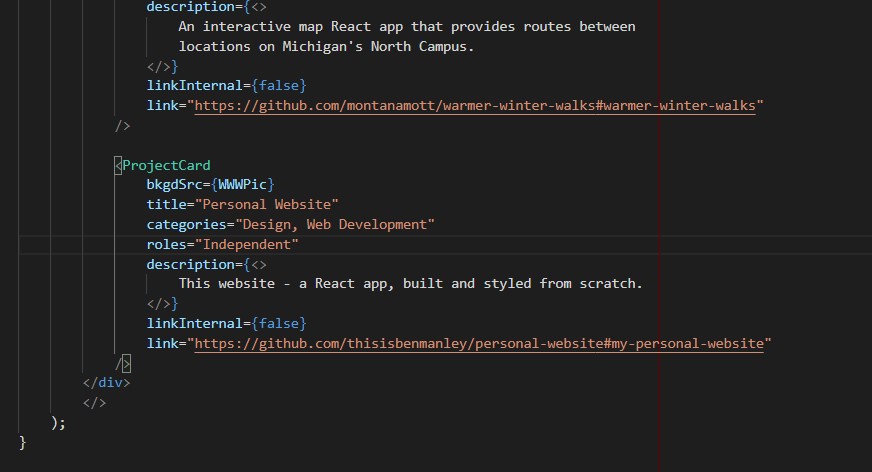 description={<>
An interactive map React app that provides routes between
locations on Michigan's North Campus.
</>}
linkInternal={false}
link="https://github.com/montanamott/warmer-winter-walks#warmer-winter-walks"
/>
<ProjectCard
bkgdSrc={WWWPic}
title="Personal Website"
categories="Design, Web Development"
roles="Independent"
description={<>
This website - a React app, built and styled from scratch.
</>}
linkInternal={false}
link="https://github.com/thisisbenmanley/personal-website#my-personal-website"
/>
</div>
</>
);
}